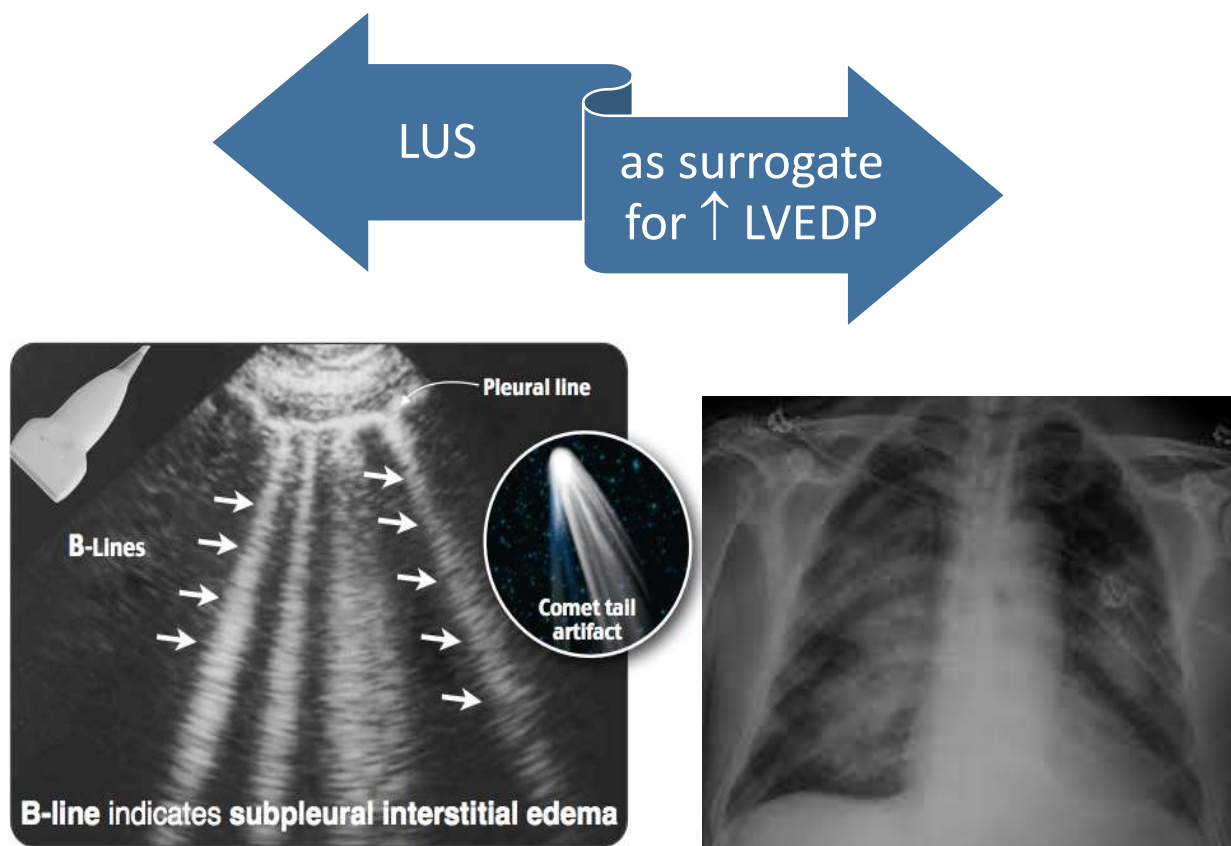 LUS
as surrogate
for ↑ LVEDP
Pleural line
B-Lines
Comet tail
artifact
B-line indicates subpleural interstitial edema